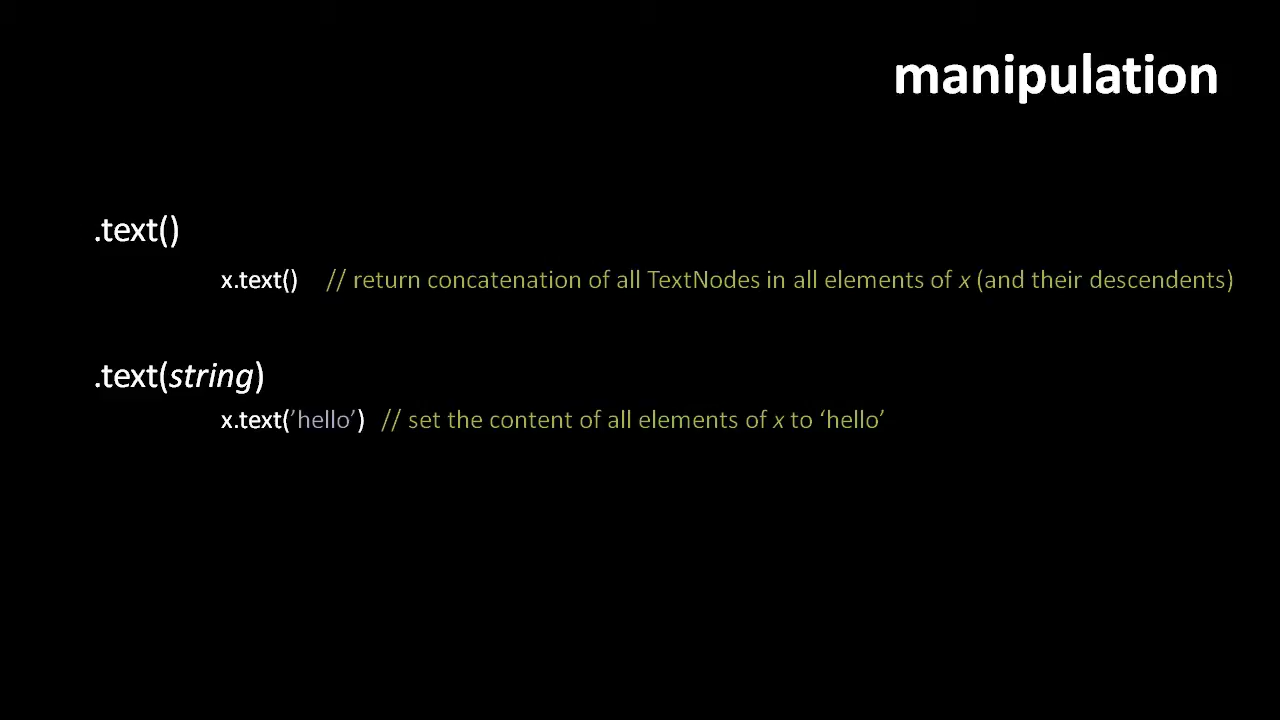 manipulation
.text()
x.text() // return concatenation of all TextNodes in all elements of x (and their descendents)
.text(string)
x.text(’hello’) // set the content of all elements of x to ‘hello’